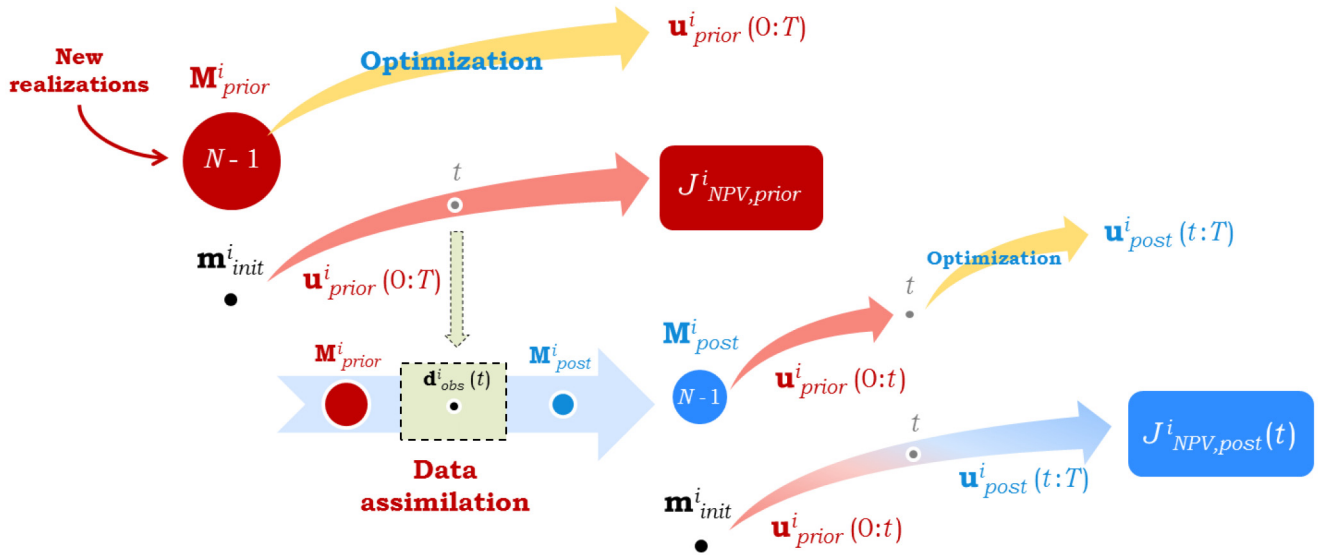 New
realizations
M^i_prior
Optimization
u^i_prior (0:T)
N - 1
t
J^i_NPV,prior
m^i_init
u^i_prior (0:T)
Optimization
u^i_post (t:T)
t
M^i_prior
d^i_obs (t)
M^i_post
M^i_post
N - 1
u^i_prior (0:t)
Data
assimilation
t
J^i_NPV,post(t)
u^i_post (t:T)
m^i_init
u^i_prior (0:t)